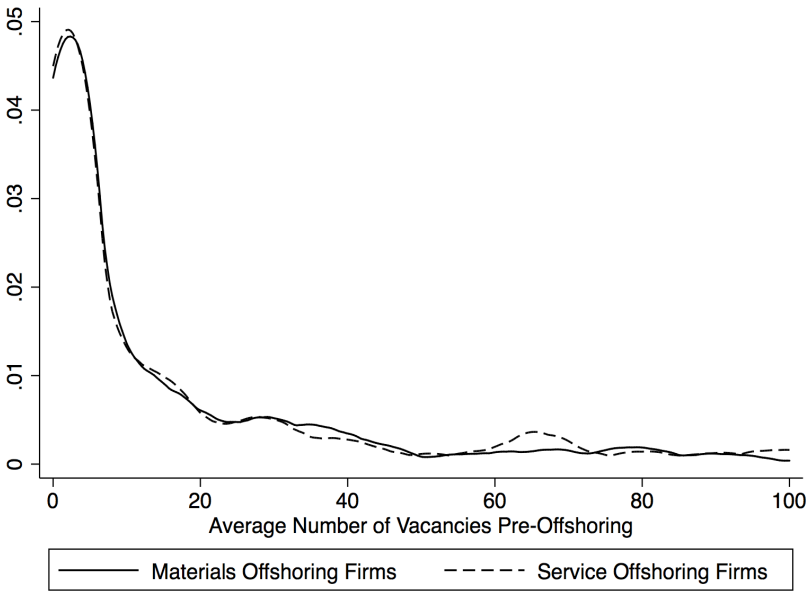 .05
.04
.03
.02
.01
0
0 20 40 60 80 100
Average Number of Vacancies Pre-Offshoring
Materials Offshoring Firms Service Offshoring Firms